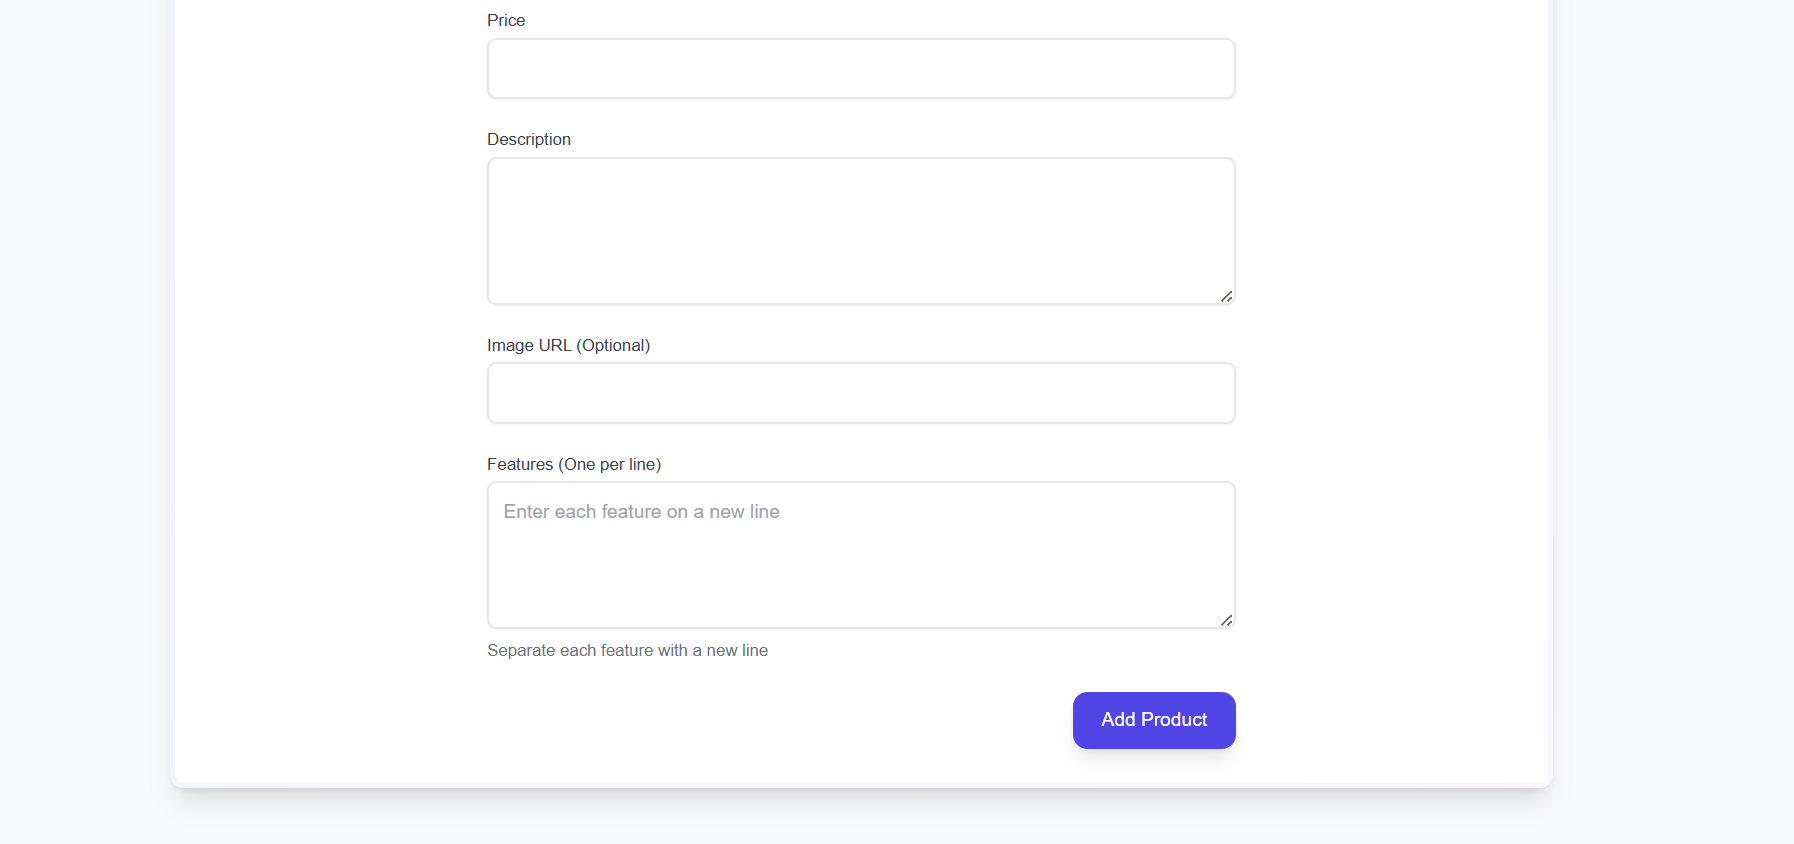 Price
Description
Image URL (Optional)
Features (One per line)
Enter each feature on a new line
Separate each feature with a new line
Add Product